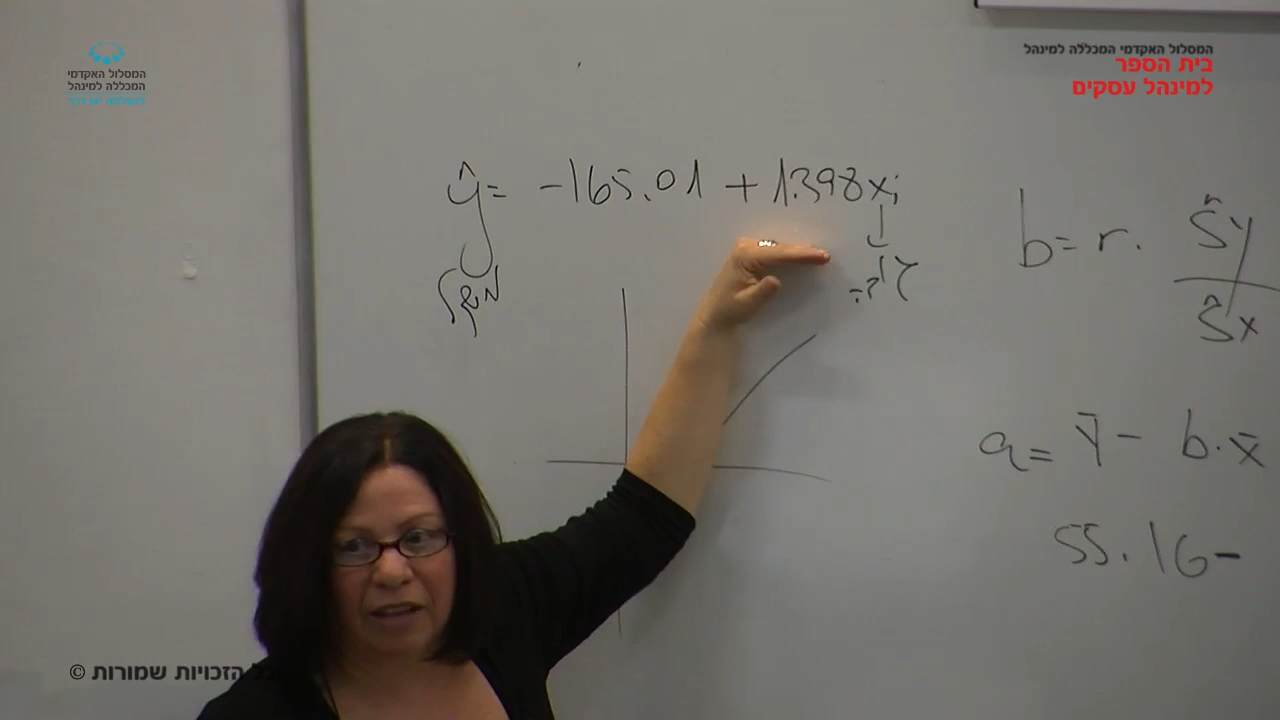 המסלול האקדמי
המכללה למינהל
המסלול האקדמי המכללה למינהל
בית הספר
למינהל עסקים
ŷ = -165.01 + 1.398xi
משקל
b = r. Ŝy
Ŝx
a = ȳ - b.x̄
55.16-
כל הזכויות שמורות ©